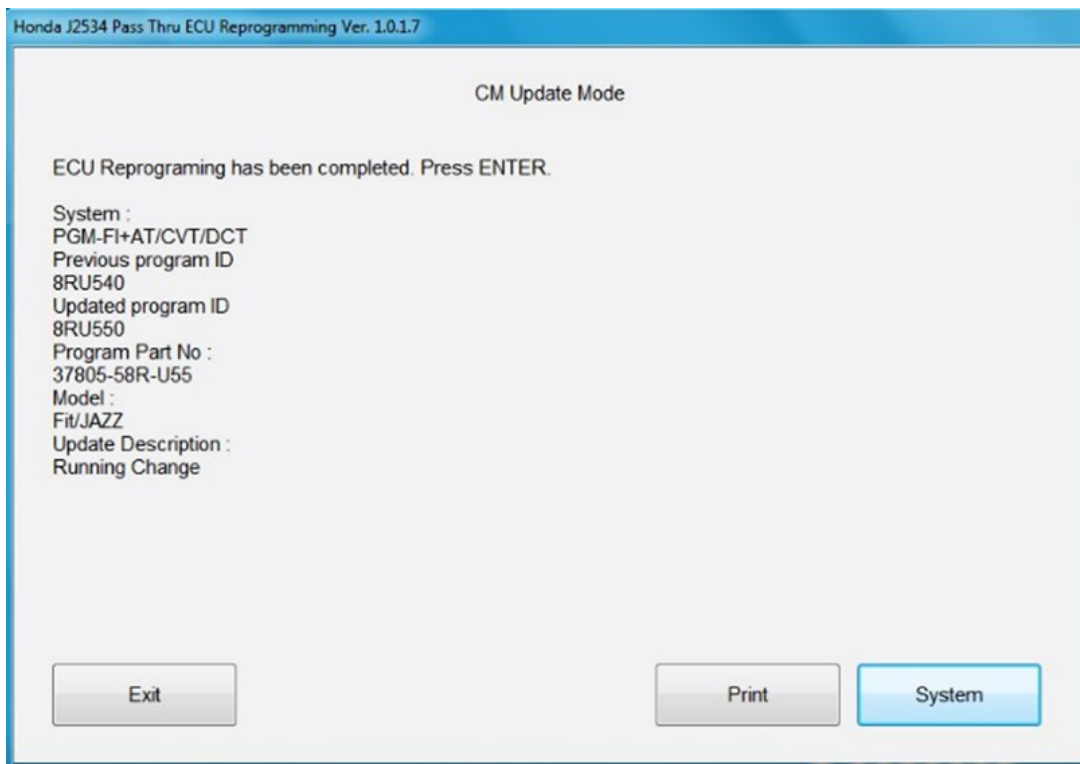 Honda J2534 Pass Thru ECU Reprogramming Ver. 1.0.1.7
CM Update Mode
ECU Reprograming has been completed. Press ENTER.
System :
PGM-FI+AT/CVT/DCT
Previous program ID
8RU540
Updated program ID
8RU550
Program Part No :
37805-58R-U55
Model :
Fit/JAZZ
Update Description :
Running Change
Exit
Print
System